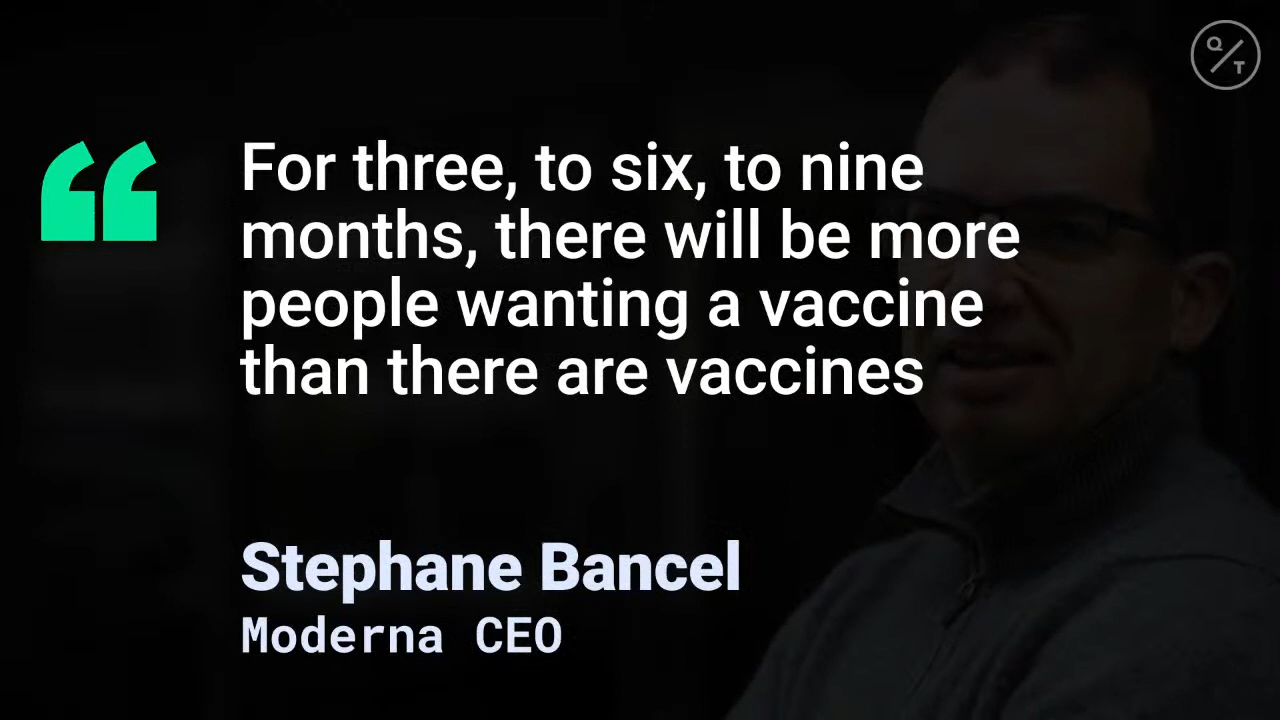 Q
T
For three, to six, to nine
months, there will be more
people wanting a vaccine
than there are vaccines
Stephane Bancel
Moderna CEO